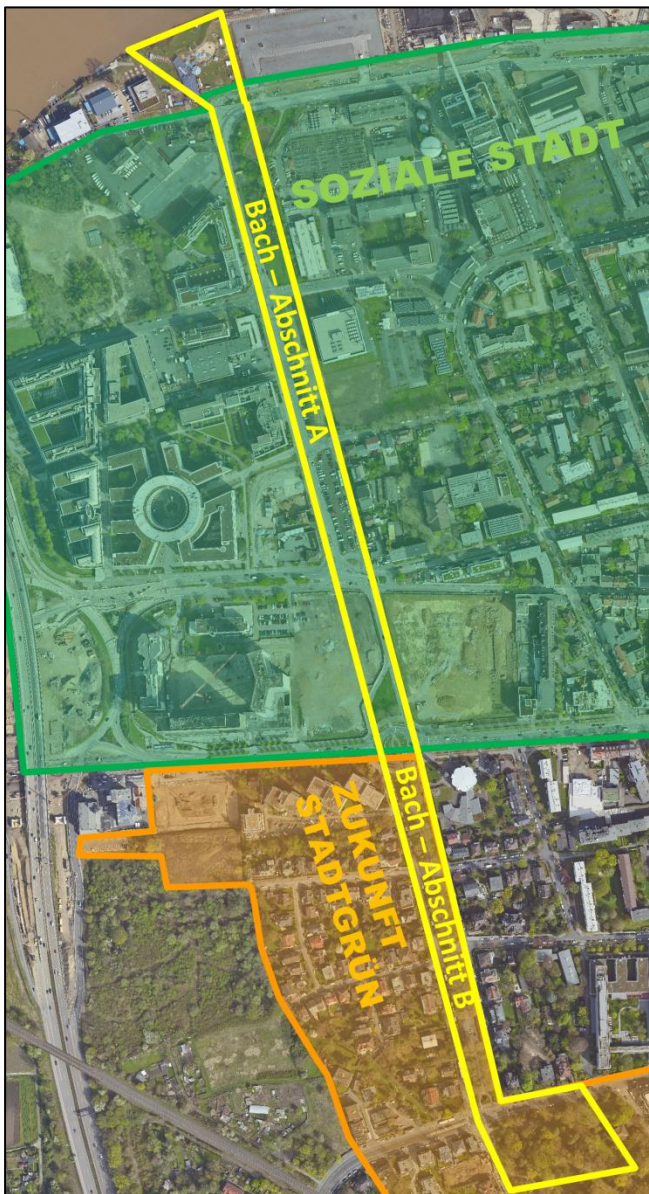 SOZIALE STADT
Bach – Abschnitt A
ZUKUNFT
STADTGRÜN
Bach – Abschnitt B